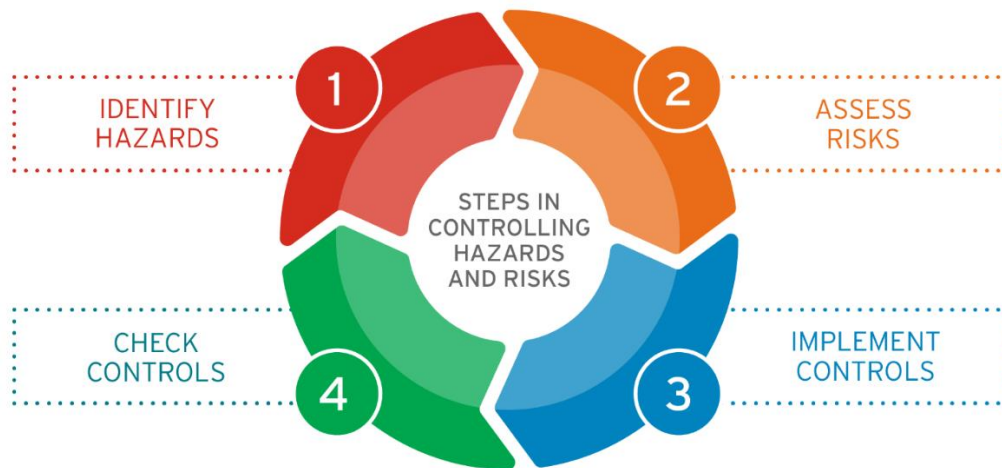 1
IDENTIFY
HAZARDS
2
ASSESS
RISKS
STEPS IN
CONTROLLING
HAZARDS
AND RISKS
3
IMPLEMENT
CONTROLS
4
CHECK
CONTROLS